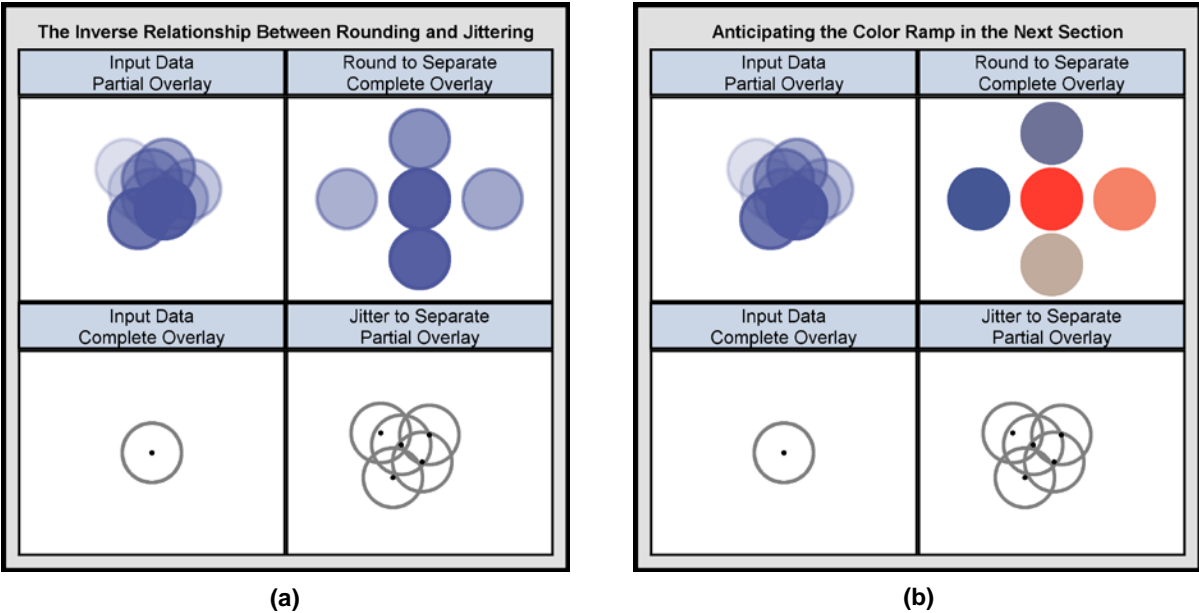 The Inverse Relationship Between Rounding and Jittering
Input Data
Partial Overlay
Round to Separate
Complete Overlay
Input Data
Complete Overlay
Jitter to Separate
Partial Overlay
(a)
Anticipating the Color Ramp in the Next Section
Input Data
Partial Overlay
Round to Separate
Complete Overlay
Input Data
Complete Overlay
Jitter to Separate
Partial Overlay
(b)